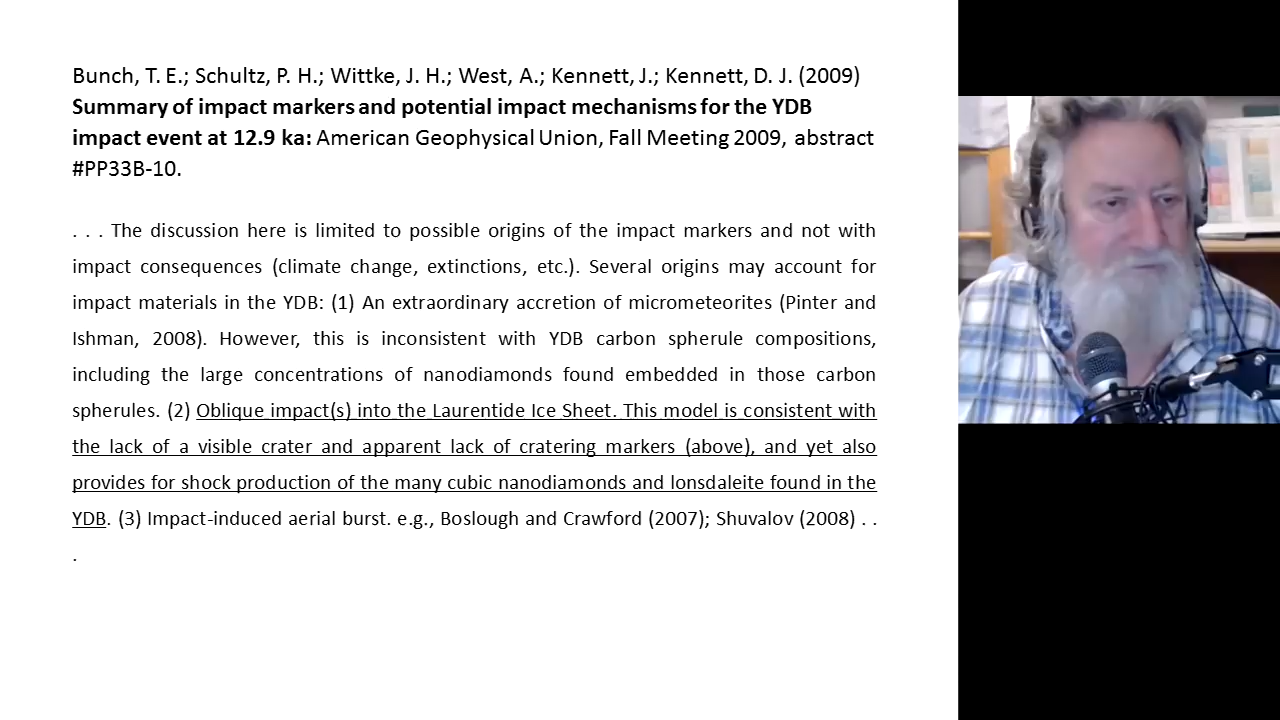 Bunch, T. E.; Schultz, P. H.; Wittke, J. H.; West, A.; Kennett, J.; Kennett, D. J. (2009)
Summary of impact markers and potential impact mechanisms for the YDB
impact event at 12.9 ka: American Geophysical Union, Fall Meeting 2009, abstract
#PP33B-10.
. . . The discussion here is limited to possible origins of the impact markers and not with
impact consequences (climate change, extinctions, etc.). Several origins may account for
impact materials in the YDB: (1) An extraordinary accretion of micrometeorites (Pinter and
Ishman, 2008). However, this is inconsistent with YDB carbon spherule compositions,
including the large concentrations of nanodiamonds found embedded in those carbon
spherules. (2) Oblique impact(s) into the Laurentide Ice Sheet. This model is consistent with
the lack of a visible crater and apparent lack of cratering markers (above), and yet also
provides for shock production of the many cubic nanodiamonds and lonsdaleite found in the
YDB. (3) Impact-induced aerial burst. e.g., Boslough and Crawford (2007); Shuvalov (2008) . .
.